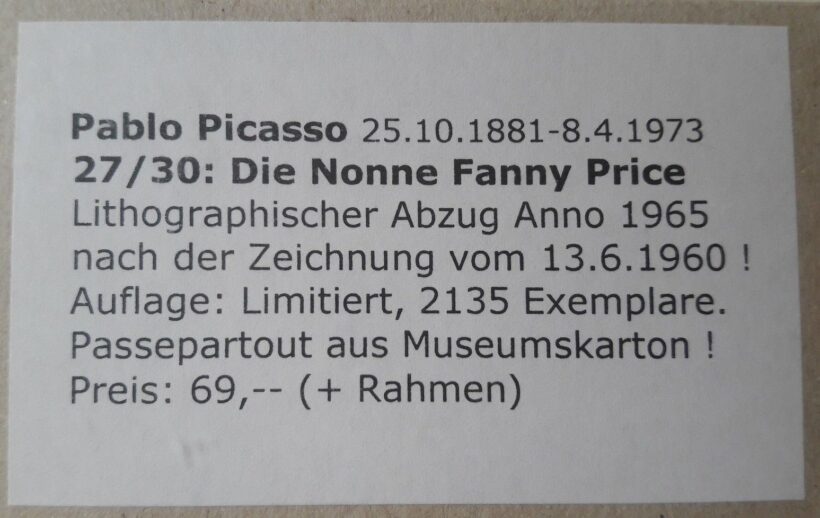 Pablo Picasso 25.10.1881-8.4.1973
27/30: Die Nonne Fanny Price
Lithographischer Abzug Anno 1965
nach der Zeichnung vom 13.6.1960 !
Auflage: Limitiert, 2135 Exemplare.
Passepartout aus Museumskarton !
Preis: 69,-- (+ Rahmen)